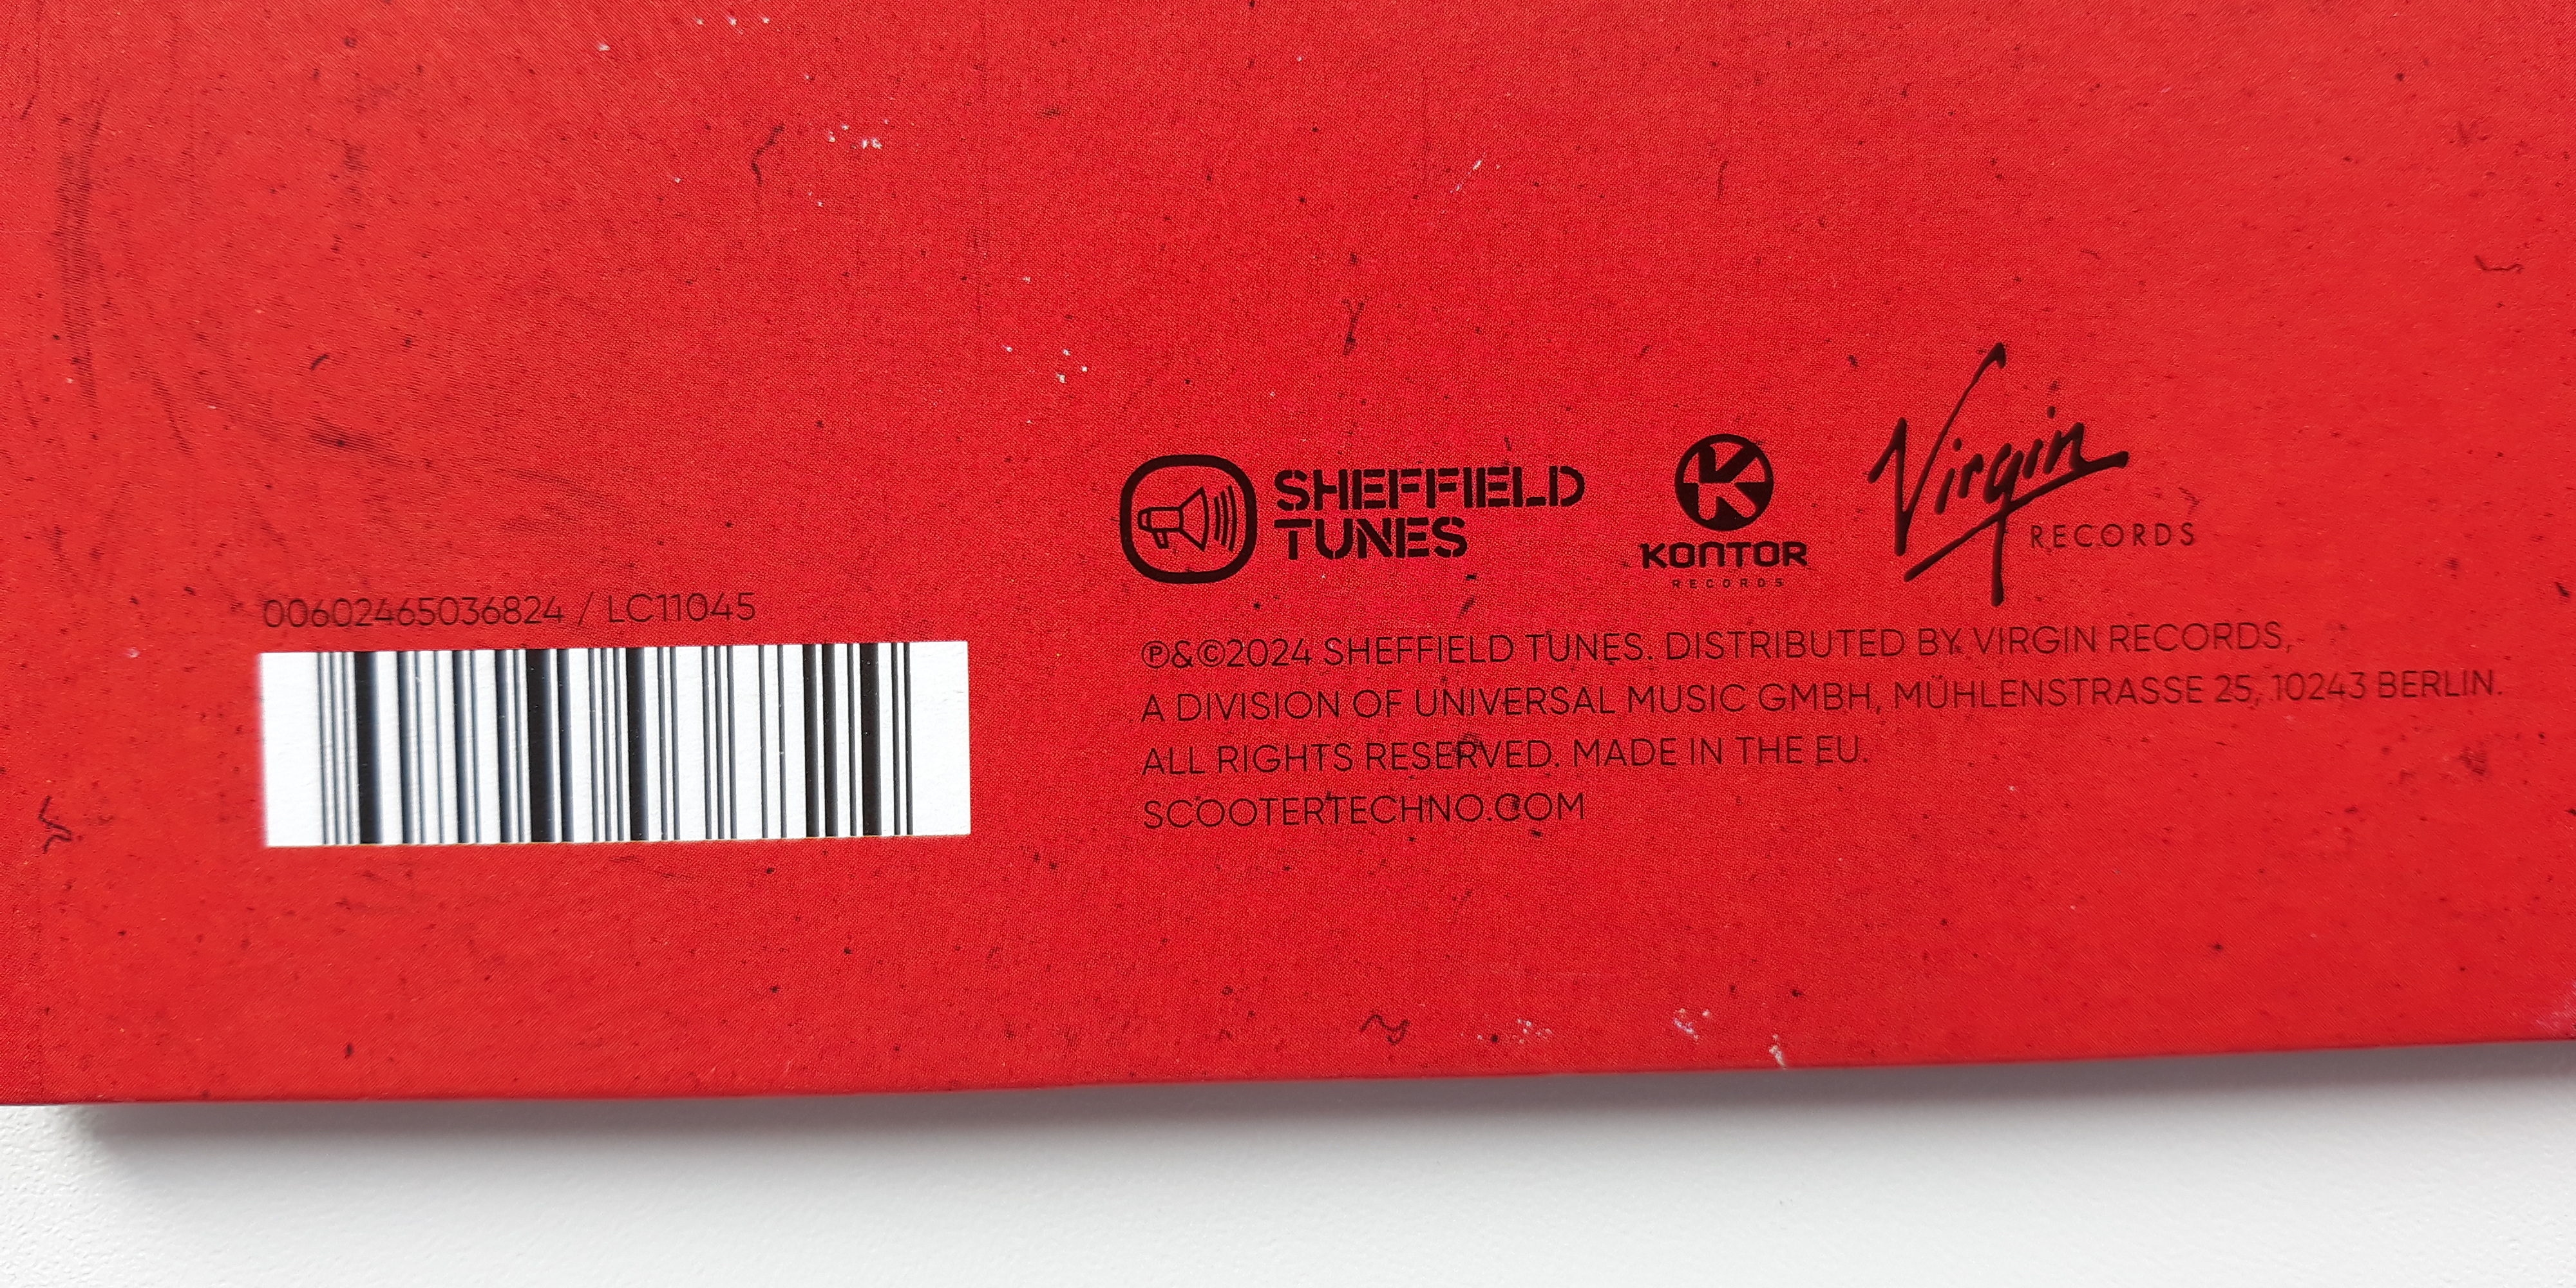 SHEFFIELD
TUNES
K
KONTOR
RECORDS
Virgin
RECORDS
00602465036824 / LC11045
℗&©2024 SHEFFIELD TUNES. DISTRIBUTED BY VIRGIN RECORDS,
A DIVISION OF UNIVERSAL MUSIC GMBH, MÜHLENSTRASSE 25, 10243 BERLIN.
ALL RIGHTS RESERVED. MADE IN THE EU.
SCOOTERTECHNO.COM